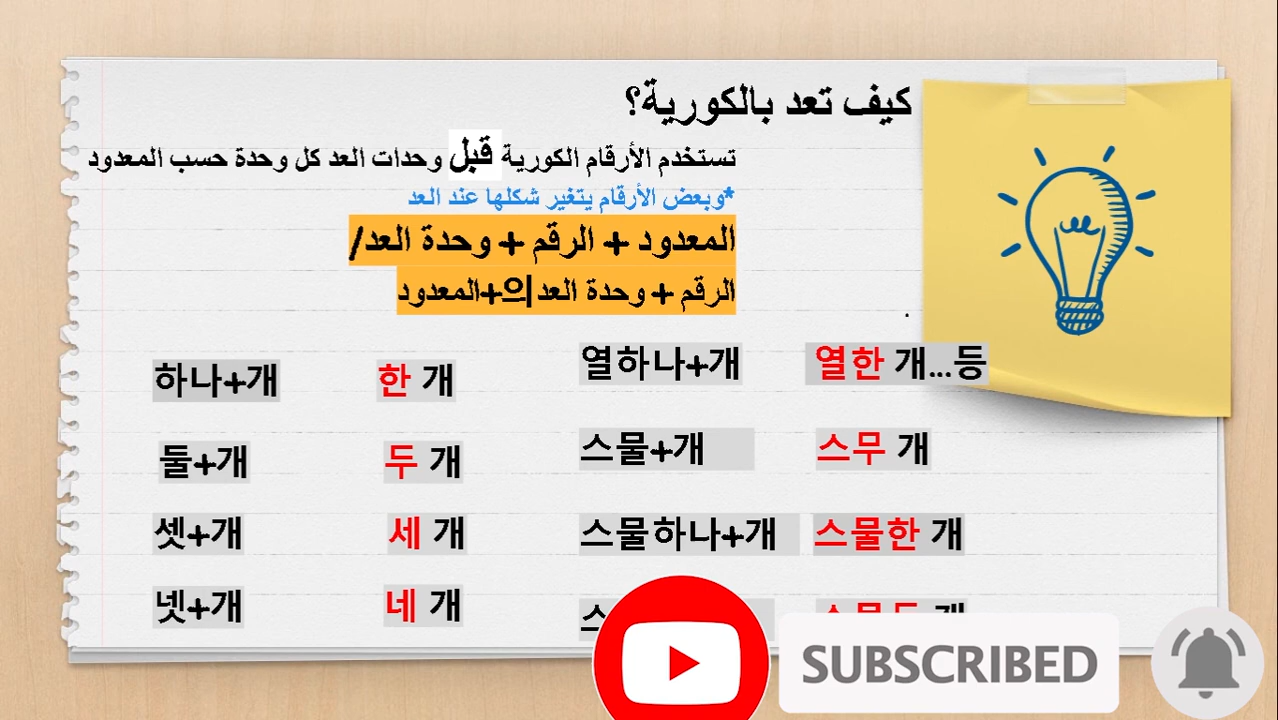 كيف تعد بالكورية؟
تستخدم الأرقام الكورية قبل وحدات العد كل وحدة حسب المعدود
*وبعض الأرقام يتغير شكلها عند العد
المعدود + الرقم + وحدة العد/
الرقم + وحدة العد의+المعدود
.
하나+개 한 개 열하나+개 열한 개...등
둘+개 두 개 스물+개 스무 개
셋+개 세 개 스물하나+개 스물한 개
넷+개 네 개
SUBSCRIBED